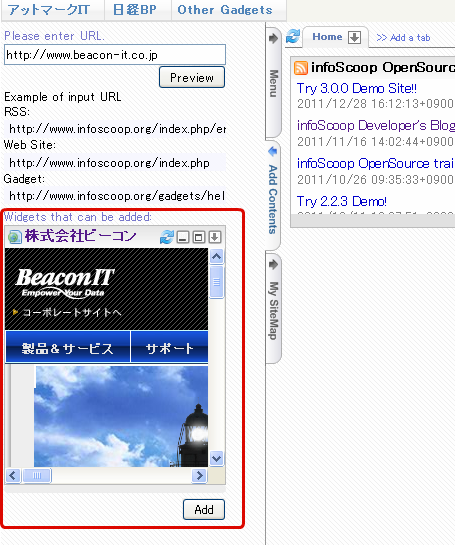 アットマークIT 日経BP Other Gadgets
Please enter URL.
http://www.beacon-it.co.jp
Preview
Example of input URL
RSS:
http://www.infoscoop.org/index.php/er
Web Site:
http://www.infoscoop.org/index.php
Gadget:
http://www.infoscoop.org/gadgets/hel
Widgets that can be added:
株式会社ビーコン
BeaconIT
Empower Your Data
コーポレートサイトへ
製品&サービス サポート
Add
Menu
Add Contents
My SiteMap
Home >> Add a tab
infoScoop OpenSource
Try 3.0.0 Demo Site!!
2011/12/28 16:12:13+0900
infoScoop Developer's Blog
2011/11/16 14:02:44+0900
infoScoop OpenSource trai
2011/10/26 09:35:33+0900
Try 2.2.3 Demo!